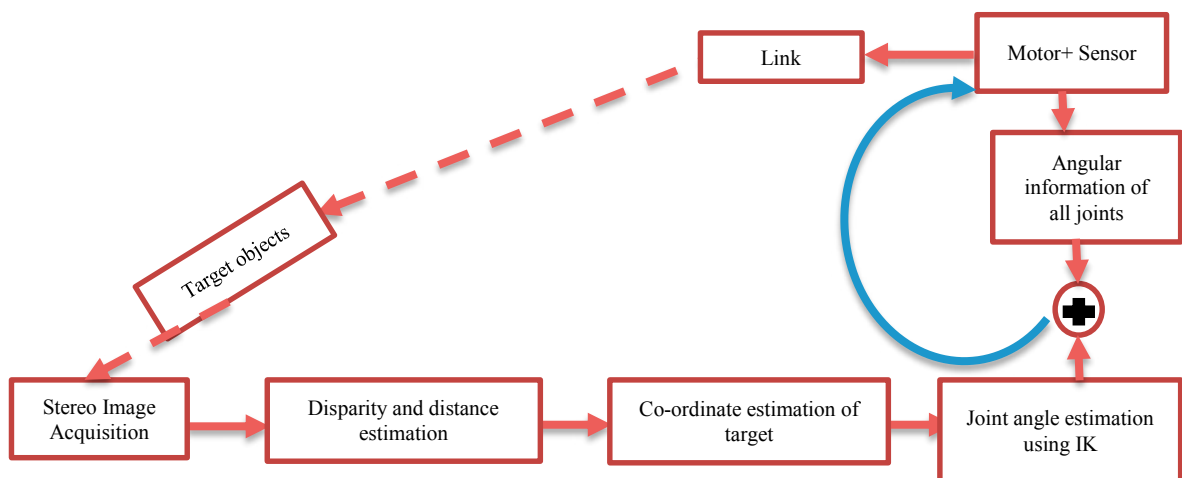 Link
Motor+ Sensor
Angular
information of
all joints
Target objects
Stereo Image
Acquisition
Disparity and distance
estimation
Co-ordinate estimation of
target
Joint angle estimation
using IK